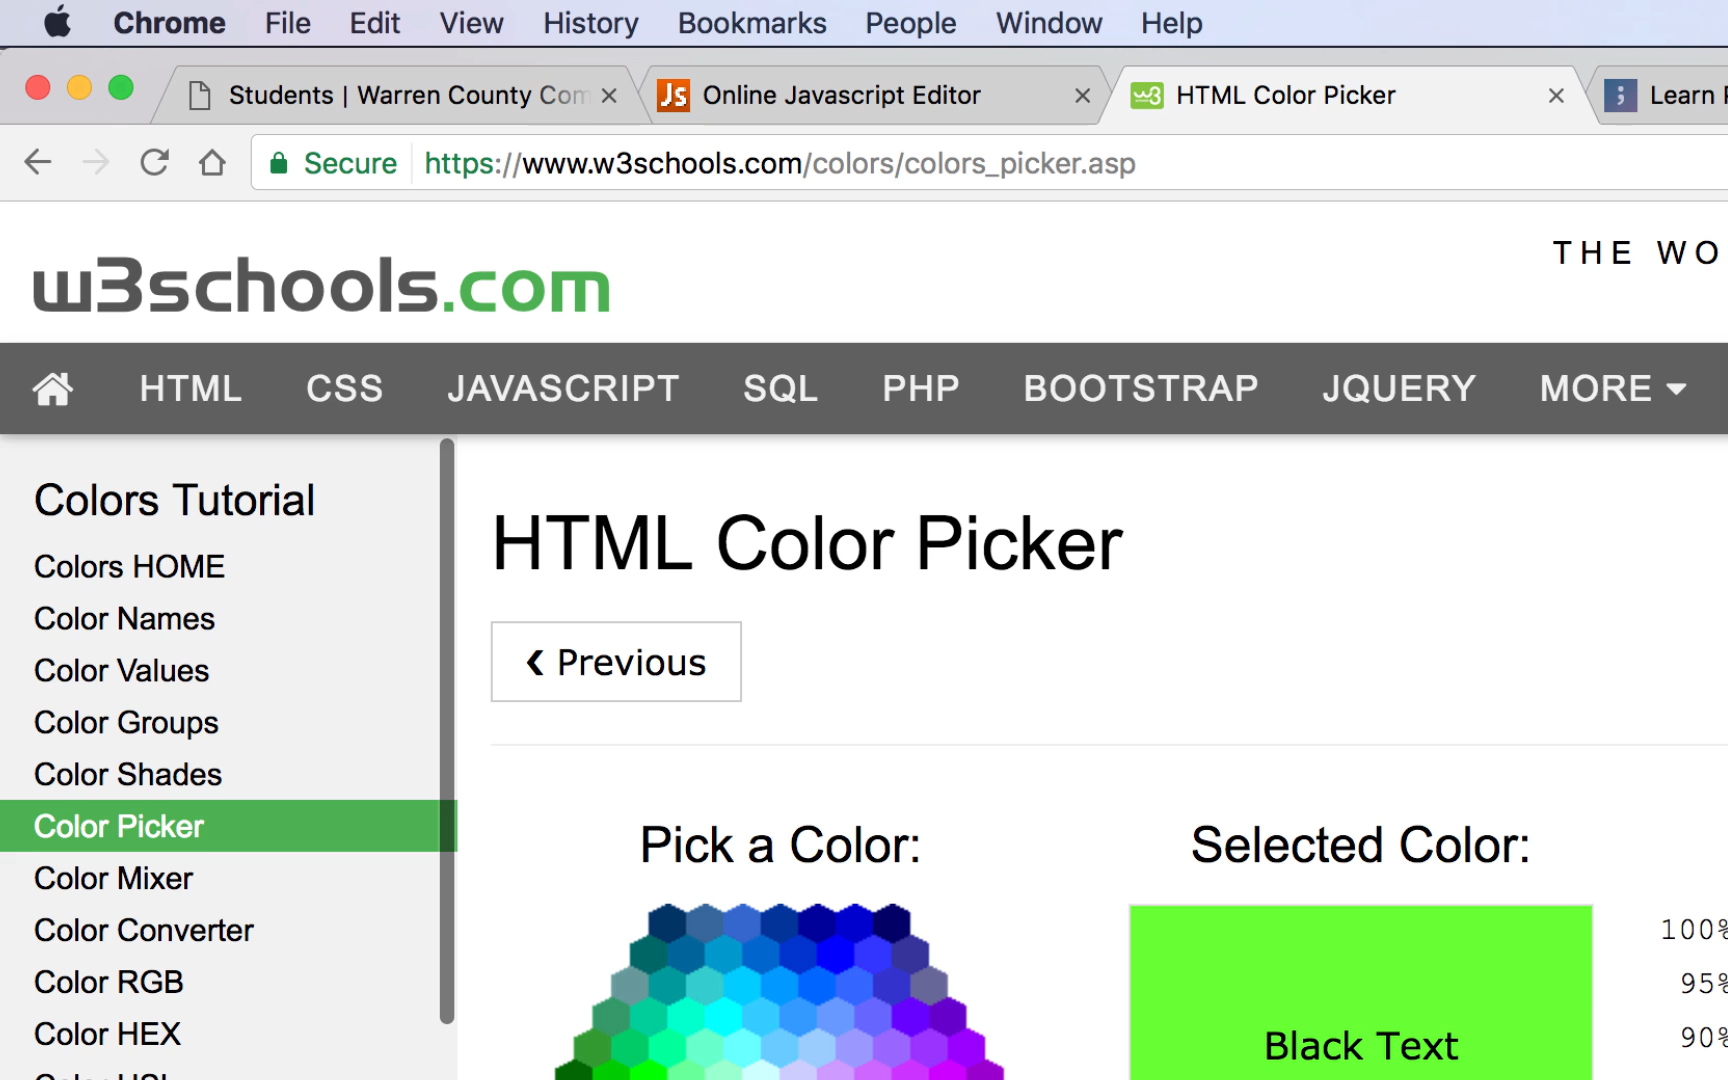 Chrome File Edit View History Bookmarks People Window Help
Students | Warren County Com Online Javascript Editor HTML Color Picker Learn
Secure https://www.w3schools.com/colors/colors_picker.asp
THE WO
w3schools.com
HTML CSS JAVASCRIPT SQL PHP BOOTSTRAP JQUERY MORE
Colors Tutorial
Colors HOME
Color Names
Color Values
Color Groups
Color Shades
Color Picker
Color Mixer
Color Converter
Color RGB
Color HEX
HTML Color Picker
❮ Previous
Pick a Color:
Selected Color:
Black Text
100%
95%
90%